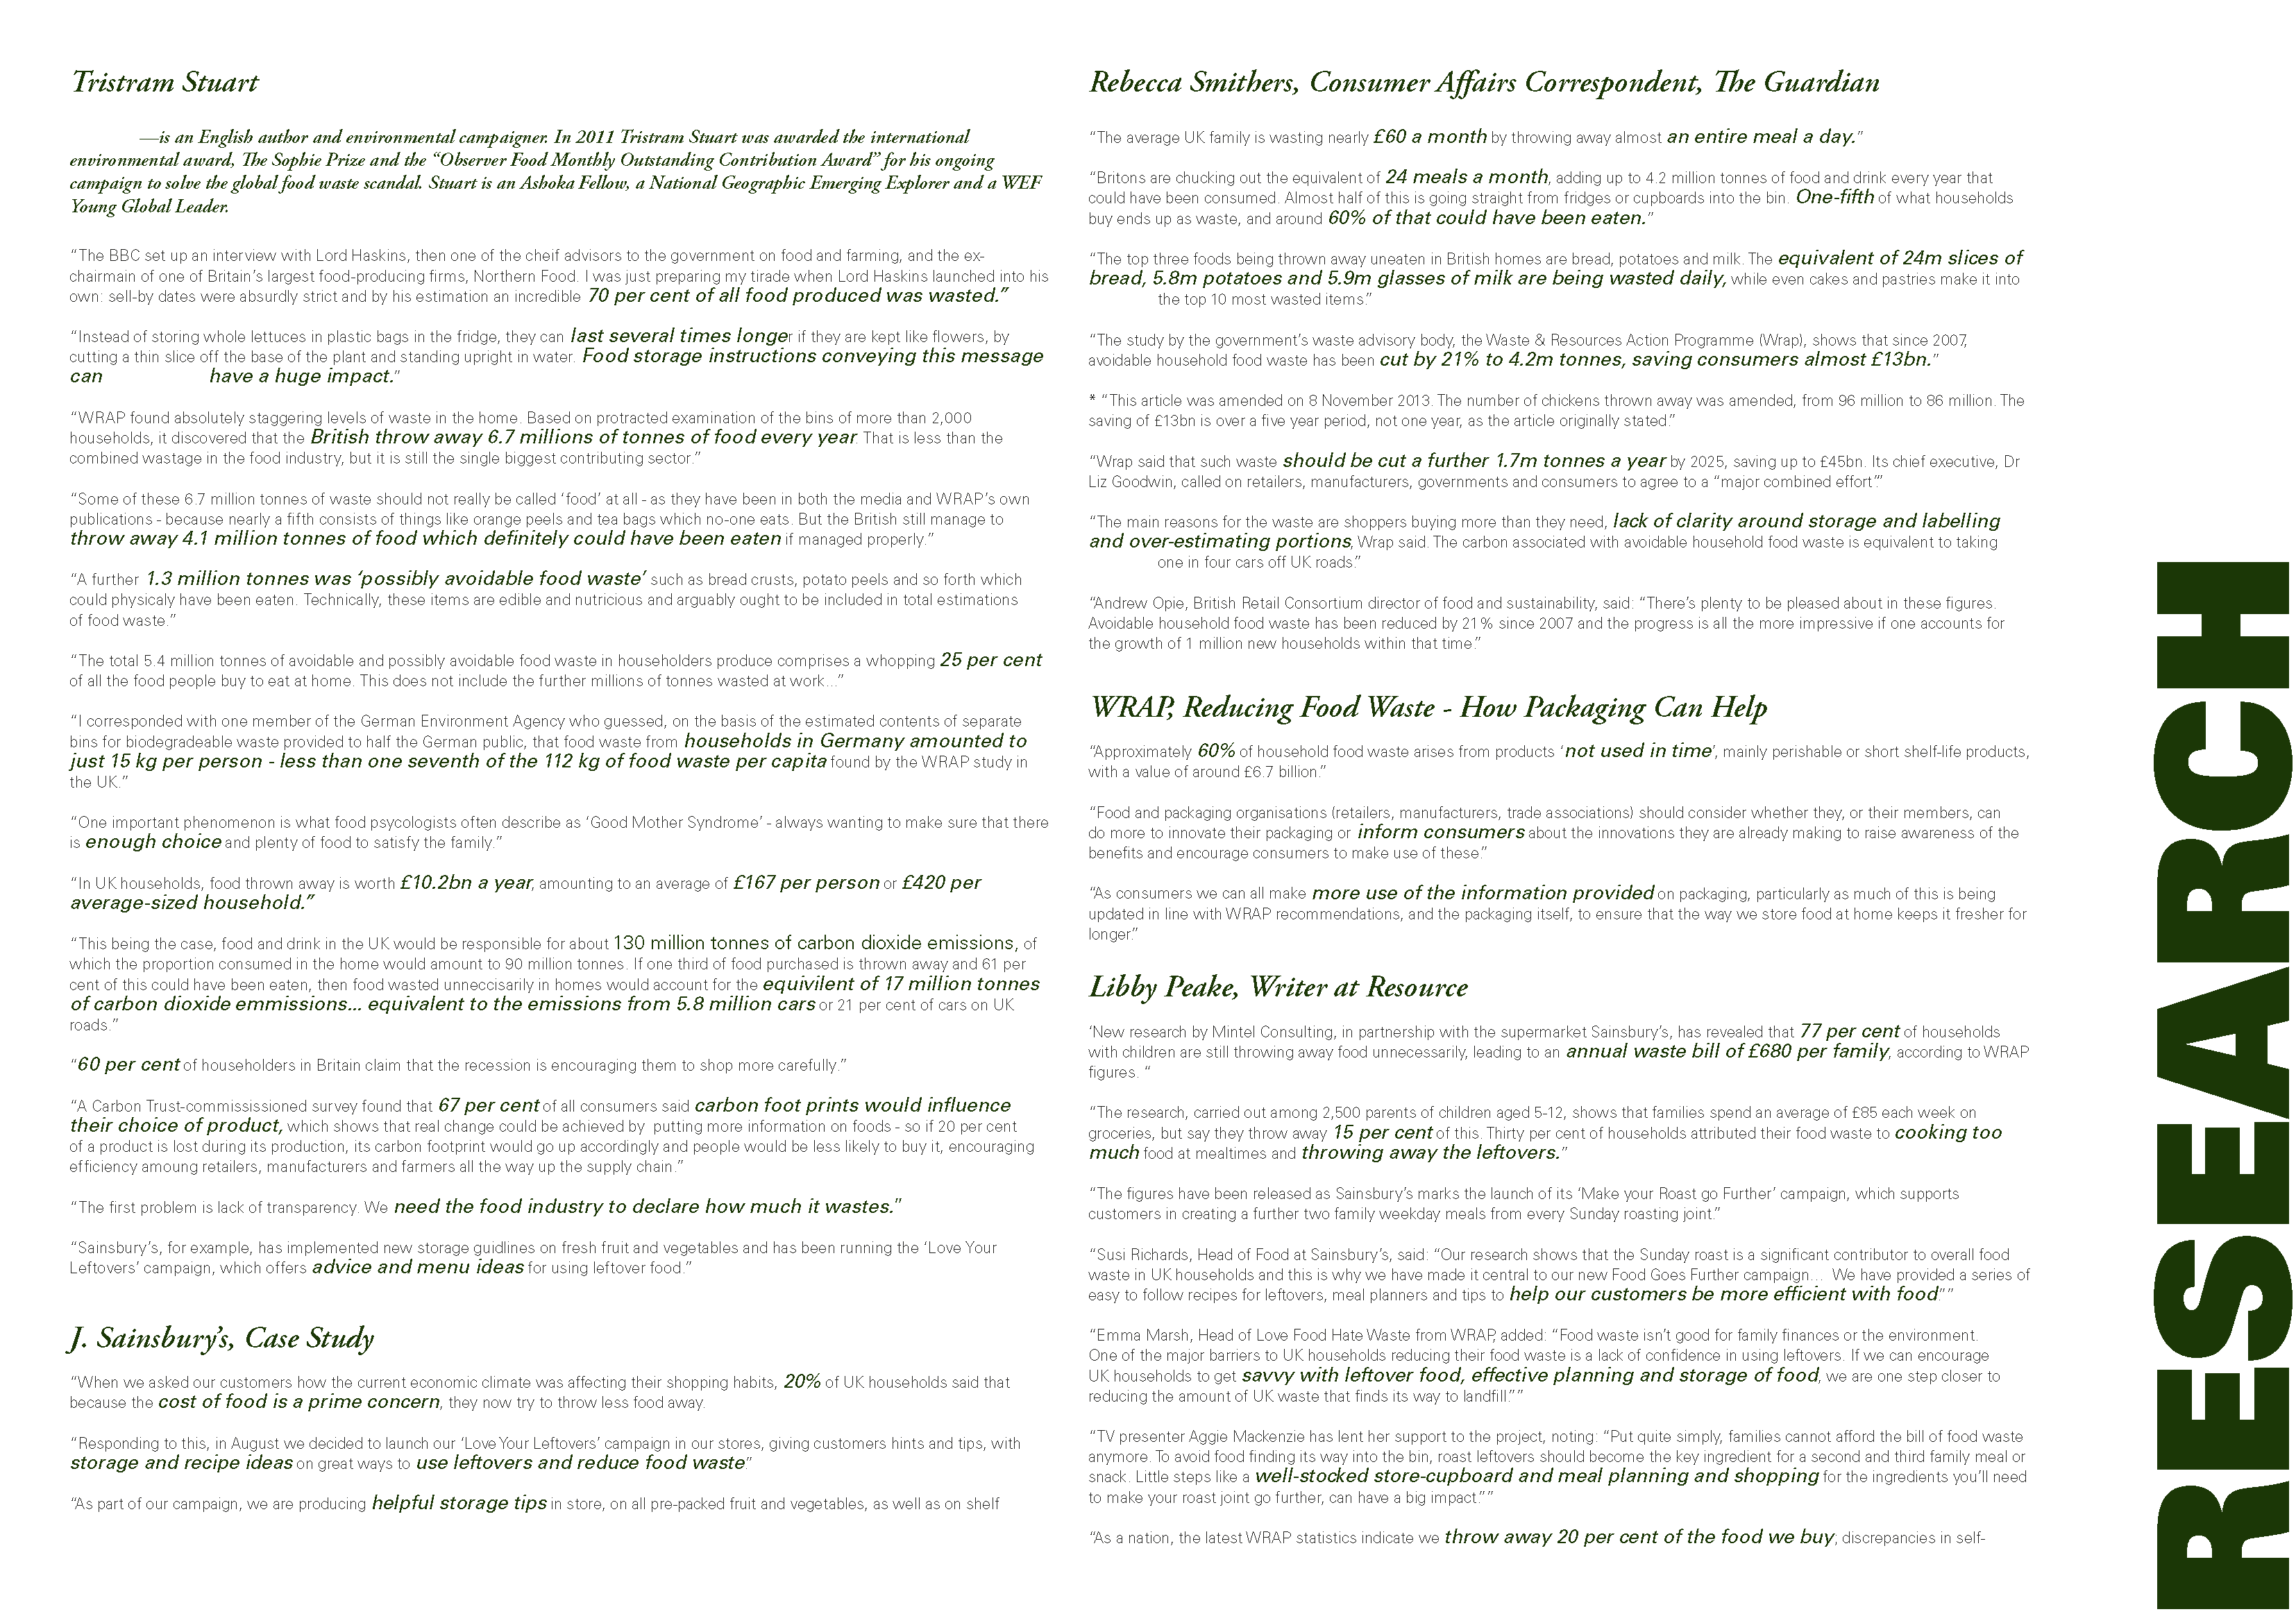 Tristram Stuart
—is an English author and environmental campaigner. In 2011 Tristram Stuart was awarded the international
environmental award, The Sophie Prize and the “Observer Food Monthly Outstanding Contribution Award” for his ongoing
campaign to solve the global food waste scandal. Stuart is an Ashoka Fellow, a National Geographic Emerging Explorer and a WEF
Young Global Leader.
“The BBC set up an interview with Lord Haskins, then one of the cheif advisors to the government on food and farming, and the ex-
chairmain of one of Britain’s largest food-producing firms, Northern Food. I was just preparing my tirade when Lord Haskins launched into his
own: sell-by dates were absurdly strict and by his estimation an incredible 70 per cent of all food produced was wasted.”
“Instead of storing whole lettuces in plastic bags in the fridge, they can last several times longer if they are kept like flowers, by
cutting a thin slice off the base of the plant and standing upright in water. Food storage instructions conveying this message
can have a huge impact.”
“WRAP found absolutely staggering levels of waste in the home. Based on protracted examination of the bins of more than 2,000
households, it discovered that the British throw away 6.7 millions of tonnes of food every year. That is less than the
combined wastage in the food industry, but it is still the single biggest contributing sector.”
“Some of these 6.7 million tonnes of waste should not really be called ‘food’ at all - as they have been in both the media and WRAP’s own
publications - because nearly a fifth consists of things like orange peels and tea bags which no-one eats. But the British still manage to
throw away 4.1 million tonnes of food which definitely could have been eaten if managed properly.”
“A further 1.3 million tonnes was ‘possibly avoidable food waste’ such as bread crusts, potato peels and so forth which
could physicaly have been eaten. Technically, these items are edible and nutricious and arguably ought to be included in total estimations
of food waste.”
“The total 5.4 million tonnes of avoidable and possibly avoidable food waste in householders produce comprises a whopping 25 per cent
of all the food people buy to eat at home. This does not include the further millions of tonnes wasted at work...”
“I corresponded with one member of the German Environment Agency who guessed, on the basis of the estimated contents of separate
bins for biodegradeable waste provided to half the German public, that food waste from households in Germany amounted to
just 15 kg per person - less than one seventh of the 112 kg of food waste per capita found by the WRAP study in
the UK.”
“One important phenomenon is what food psycologists often describe as ‘Good Mother Syndrome’ - always wanting to make sure that there
is enough choice and plenty of food to satisfy the family.”
“In UK households, food thrown away is worth £10.2bn a year, amounting to an average of £167 per person or £420 per
average-sized household.”
“This being the case, food and drink in the UK would be responsible for about 130 million tonnes of carbon dioxide emissions, of
which the proportion consumed in the home would amount to 90 million tonnes. If one third of food purchased is thrown away and 61 per
cent of this could have been eaten, then food wasted unneccisarily in homes would account for the equivilent of 17 million tonnes
of carbon dioxide emmissions... equivalent to the emissions from 5.8 million cars or 21 per cent of cars on UK
roads.”
“60 per cent of householders in Britain claim that the recession is encouraging them to shop more carefully.”
“A Carbon Trust-commississioned survey found that 67 per cent of all consumers said carbon foot prints would influence
their choice of product, which shows that real change could be achieved by putting more information on foods - so if 20 per cent
of a product is lost during its production, its carbon footprint would go up accordingly and people would be less likely to buy it, encouraging
efficiency amoung retailers, manufacturers and farmers all the way up the supply chain.”
“The first problem is lack of transparency. We need the food industry to declare how much it wastes."
“Sainsbury’s, for example, has implemented new storage guidlines on fresh fruit and vegetables and has been running the ‘Love Your
Leftovers’ campaign, which offers advice and menu ideas for using leftover food.”
J. Sainsbury’s, Case Study
“When we asked our customers how the current economic climate was affecting their shopping habits, 20% of UK households said that
because the cost of food is a prime concern, they now try to throw less food away.
“Responding to this, in August we decided to launch our ‘Love Your Leftovers’ campaign in our stores, giving customers hints and tips, with
storage and recipe ideas on great ways to use leftovers and reduce food waste.”
“As part of our campaign, we are producing helpful storage tips in store, on all pre-packed fruit and vegetables, as well as on shelf
Rebecca Smithers, Consumer Affairs Correspondent, The Guardian
“The average UK family is wasting nearly £60 a month by throwing away almost an entire meal a day.”
“Britons are chucking out the equivalent of 24 meals a month, adding up to 4.2 million tonnes of food and drink every year that
could have been consumed. Almost half of this is going straight from fridges or cupboards into the bin. One-fifth of what households
buy ends up as waste, and around 60% of that could have been eaten.”
“The top three foods being thrown away uneaten in British homes are bread, potatoes and milk. The equivalent of 24m slices of
bread, 5.8m potatoes and 5.9m glasses of milk are being wasted daily, while even cakes and pastries make it into
the top 10 most wasted items.”
“The study by the government’s waste advisory body, the Waste & Resources Action Programme (Wrap), shows that since 2007,
avoidable household food waste has been cut by 21% to 4.2m tonnes, saving consumers almost £13bn.”
* “This article was amended on 8 November 2013. The number of chickens thrown away was amended, from 96 million to 86 million. The
saving of £13bn is over a five year period, not one year, as the article originally stated.”
“Wrap said that such waste should be cut a further 1.7m tonnes a year by 2025, saving up to £45bn. Its chief executive, Dr
Liz Goodwin, called on retailers, manufacturers, governments and consumers to agree to a “major combined effort”.”
“The main reasons for the waste are shoppers buying more than they need, lack of clarity around storage and labelling
and over-estimating portions, Wrap said. The carbon associated with avoidable household food waste is equivalent to taking
one in four cars off UK roads.”
“Andrew Opie, British Retail Consortium director of food and sustainability, said: “There’s plenty to be pleased about in these figures.
Avoidable household food waste has been reduced by 21% since 2007 and the progress is all the more impressive if one accounts for
the growth of 1 million new households within that time.”
WRAP, Reducing Food Waste - How Packaging Can Help
“Approximately 60% of household food waste arises from products ‘not used in time’, mainly perishable or short shelf-life products,
with a value of around £6.7 billion.”
“Food and packaging organisations (retailers, manufacturers, trade associations) should consider whether they, or their members, can
do more to innovate their packaging or inform consumers about the innovations they are already making to raise awareness of the
benefits and encourage consumers to make use of these.”
“As consumers we can all make more use of the information provided on packaging, particularly as much of this is being
updated in line with WRAP recommendations, and the packaging itself, to ensure that the way we store food at home keeps it fresher for
longer.”
Libby Peake, Writer at Resource
‘New research by Mintel Consulting, in partnership with the supermarket Sainsbury’s, has revealed that 77 per cent of households
with children are still throwing away food unnecessarily, leading to an annual waste bill of £680 per family, according to WRAP
figures. “
“The research, carried out among 2,500 parents of children aged 5-12, shows that families spend an average of £85 each week on
groceries, but say they throw away 15 per cent of this. Thirty per cent of households attributed their food waste to cooking too
much food at mealtimes and throwing away the leftovers.”
“The figures have been released as Sainsbury’s marks the launch of its ‘Make your Roast go Further’ campaign, which supports
customers in creating a further two family weekday meals from every Sunday roasting joint.”
“Susi Richards, Head of Food at Sainsbury’s, said: “Our research shows that the Sunday roast is a significant contributor to overall food
waste in UK households and this is why we have made it central to our new Food Goes Further campaign... We have provided a series of
easy to follow recipes for leftovers, meal planners and tips to help our customers be more efficient with food.””
“Emma Marsh, Head of Love Food Hate Waste from WRAP, added: “Food waste isn’t good for family finances or the environment.
One of the major barriers to UK households reducing their food waste is a lack of confidence in using leftovers. If we can encourage
UK households to get savvy with leftover food, effective planning and storage of food, we are one step closer to
reducing the amount of UK waste that finds its way to landfill.””
“TV presenter Aggie Mackenzie has lent her support to the project, noting: “Put quite simply, families cannot afford the bill of food waste
anymore. To avoid food finding its way into the bin, roast leftovers should become the key ingredient for a second and third family meal or
snack. Little steps like a well-stocked store-cupboard and meal planning and shopping for the ingredients you’ll need
to make your roast joint go further, can have a big impact.””
“As a nation, the latest WRAP statistics indicate we throw away 20 per cent of the food we buy; discrepancies in self-
RESEARCH